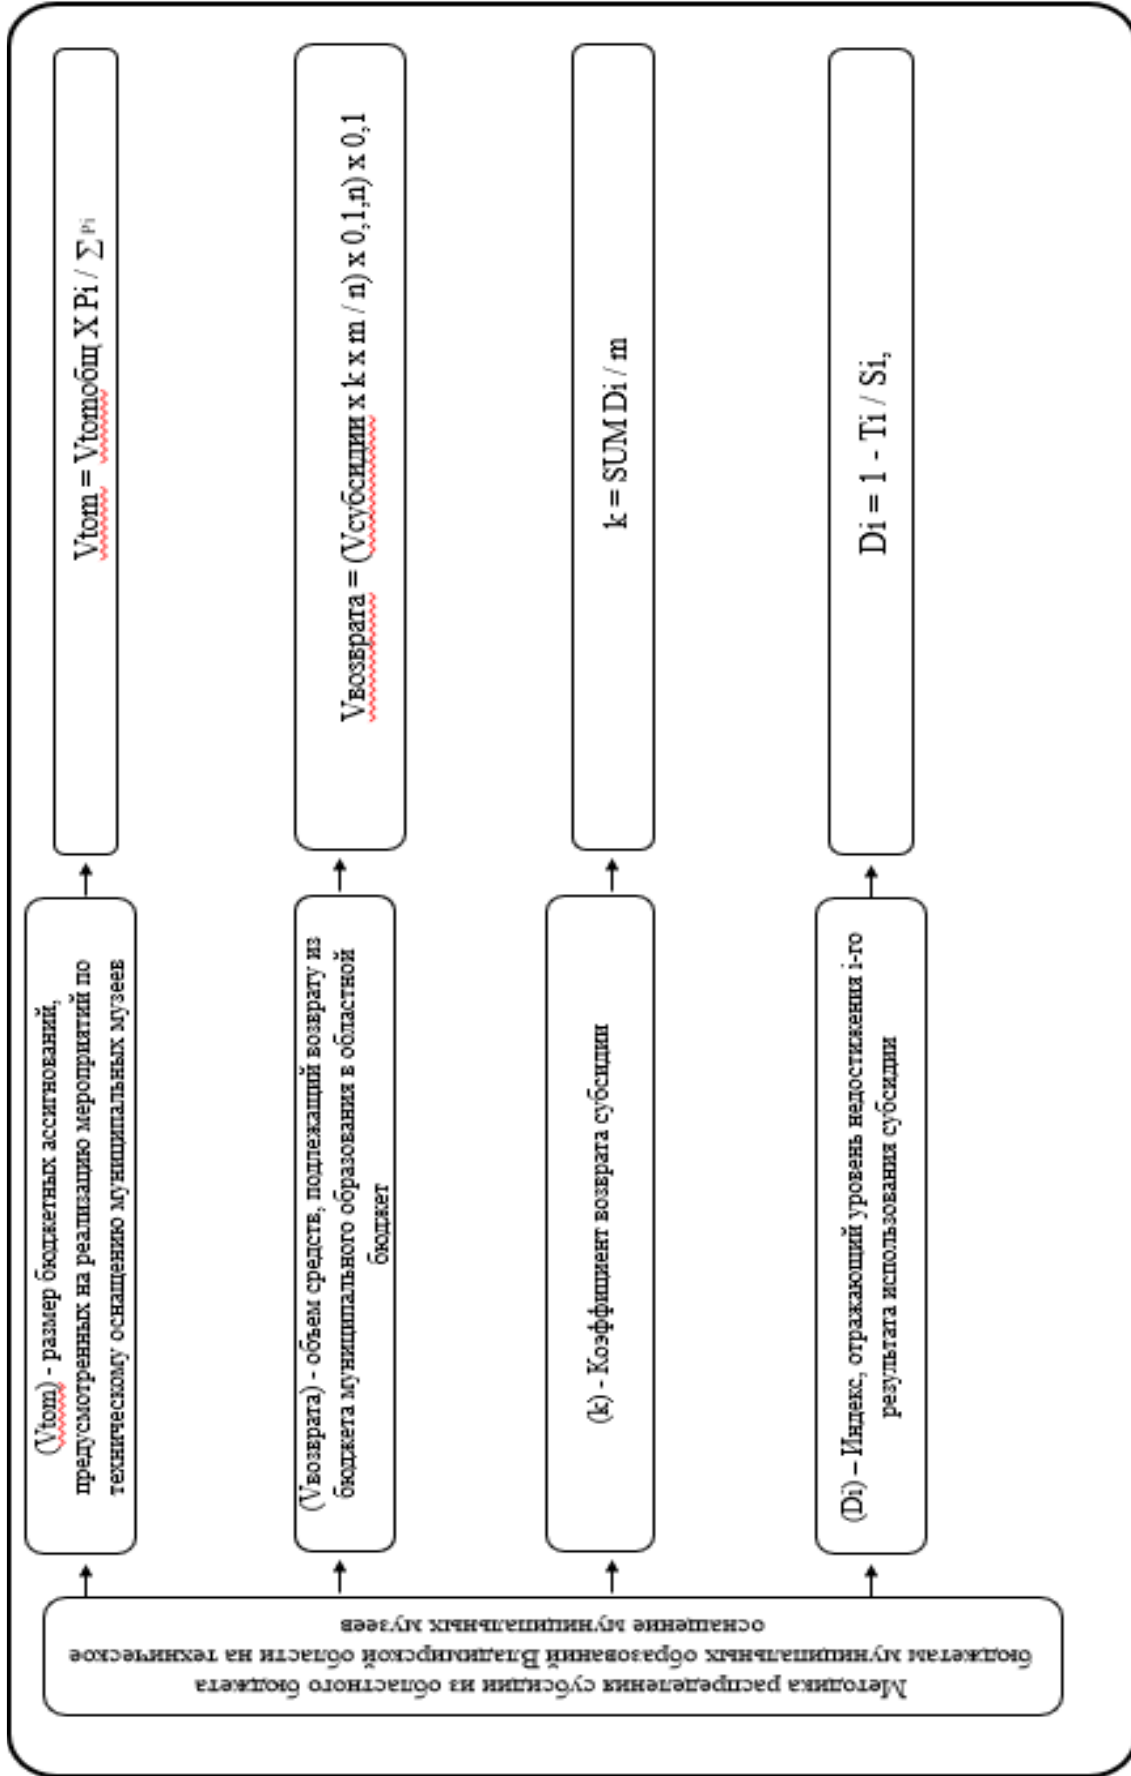 Методика распределения субсидии из областного бюджета
бюджетам муниципальных образований Владимирской области на техническое
оснащение муниципальных музеев
(Vtom) - размер бюджетных ассигнований,
предусмотренных на реализацию мероприятий по
техническому оснащению муниципальных музеев
Vtom = Vtomобщ X Pi / ∑ Pi
(Vвозврата) - объем средств, подлежащий возврату из
бюджета муниципального образования в областной
бюджет
Vвозврата = (Vсубсидии x k x m / n) x 0,1,n) x 0,1
(k) - Коэффициент возврата субсидии
k = SUM Di / m
(Di) – Индекс, отражающий уровень недостижения i-го
результата использования субсидии
Di = 1 - Ti / Si,